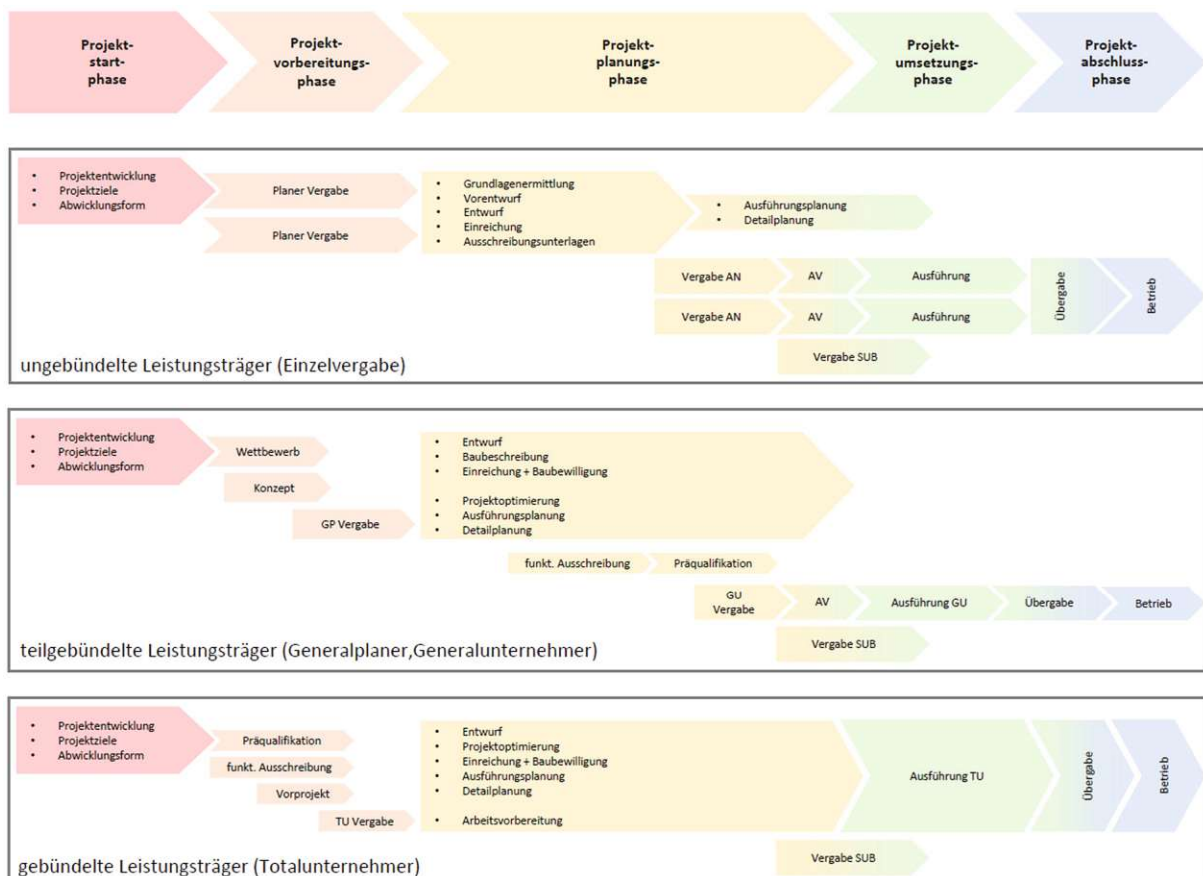 Projekt-
start-
phase
Projekt-
vorbereitungs-
phase
Projekt-
planungs-
phase
Projekt-
umsetzungs-
phase
Projekt-
abschluss-
phase
• Projektentwicklung
• Projektziele
• Abwicklungsform
Planer Vergabe
Planer Vergabe
• Grundlagenermittlung
• Vorentwurf
• Entwurf
• Einreichung
• Ausschreibungsunterlagen
• Ausführungsplanung
• Detailplanung
Vergabe AN
AV
Ausführung
Vergabe AN
AV
Ausführung
Übergabe
Betrieb
Vergabe SUB
ungebündelte Leistungsträger (Einzelvergabe)
• Projektentwicklung
• Projektziele
• Abwicklungsform
Wettbewerb
Konzept
GP Vergabe
• Entwurf
• Baubeschreibung
• Einreichung + Baubewilligung
• Projektoptimierung
• Ausführungsplanung
• Detailplanung
funkt. Ausschreibung
Präqualifikation
GU
Vergabe
AV
Ausführung GU
Übergabe
Betrieb
Vergabe SUB
teilgebündelte Leistungsträger (Generalplaner,Generalunternehmer)
• Projektentwicklung
• Projektziele
• Abwicklungsform
Präqualifikation
funkt. Ausschreibung
Vorprojekt
TU Vergabe
• Entwurf
• Projektoptimierung
• Einreichung + Baubewilligung
• Ausführungsplanung
• Detailplanung
• Arbeitsvorbereitung
Ausführung TU
Übergabe
Betrieb
Vergabe SUB
gebündelte Leistungsträger (Totalunternehmer)